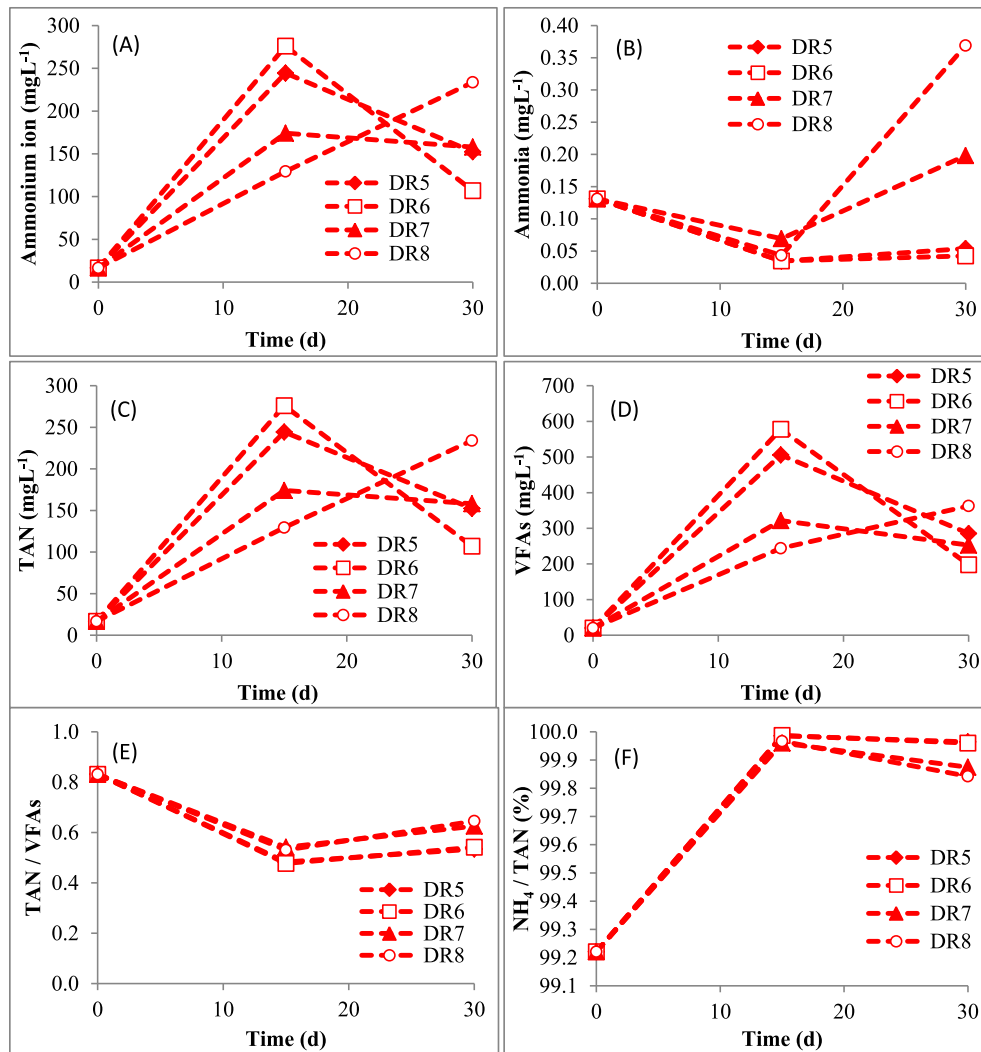 (A)
Ammonium ion (mgL-1)
300
250
200
150
100
50
0
0 10 20 30
Time (d)
DR5
DR6
DR7
DR8
(B)
Ammonia (mgL-1)
0.40
0.35
0.30
0.25
0.20
0.15
0.10
0.05
0.00
0 10 20 30
Time (d)
DR5
DR6
DR7
DR8
(C)
TAN (mgL-1)
300
250
200
150
100
50
0
0 10 20 30
Time (d)
DR5
DR6
DR7
DR8
(D)
VFAs (mgL-1)
700
600
500
400
300
200
100
0
0 10 20 30
Time (d)
DR5
DR6
DR7
DR8
(E)
TAN / VFAs
1.0
0.8
0.6
0.4
0.2
0.0
0 10 20 30
Time (d)
DR5
DR6
DR7
DR8
(F)
NH4 / TAN (%)
100.0
99.9
99.8
99.7
99.6
99.5
99.4
99.3
99.2
99.1
0 10 20 30
Time (d)
DR5
DR6
DR7
DR8